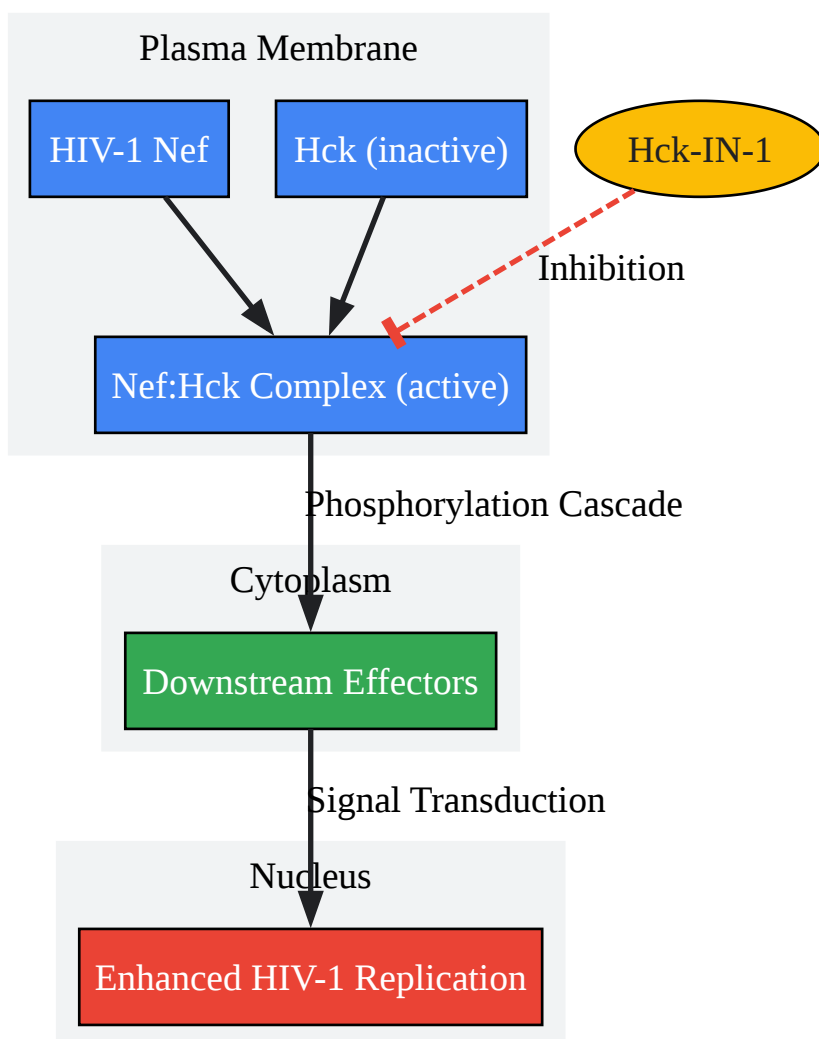 Plasma Membrane
HIV-1 Nef
Hck (inactive)
Hck-IN-1
Inhibition
Nef:Hck Complex (active)
Phosphorylation Cascade
Cytoplasm
Downstream Effectors
Signal Transduction
Nucleus
Enhanced HIV-1 Replication